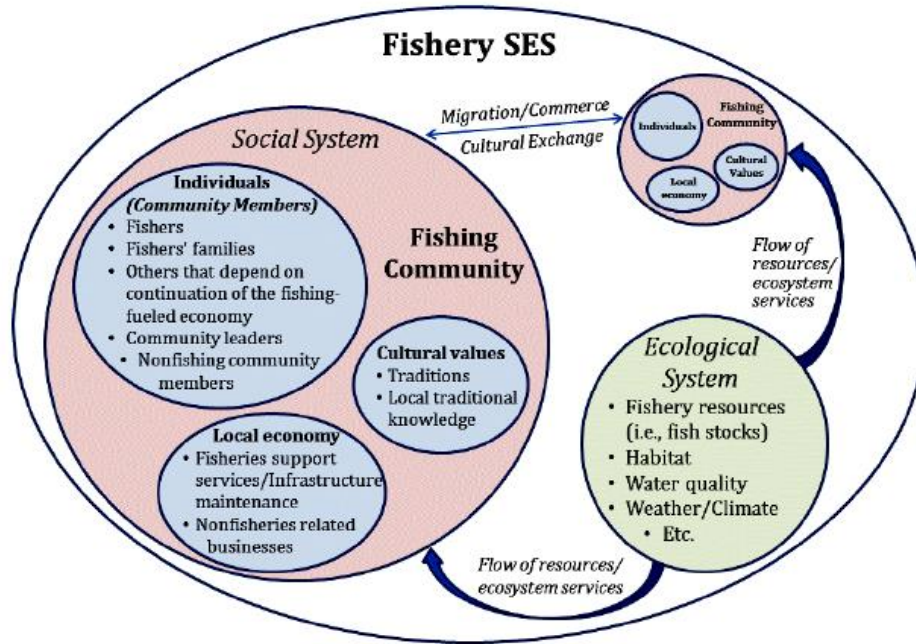 Fishery SES
Social System
Individuals
(Community Members)
• Fishers
• Fishers' families
• Others that depend on
continuation of the fishing-
fueled economy
• Community leaders
• Nonfishing community
members
Fishing
Community
Cultural values
• Traditions
• Local traditional
knowledge
Local economy
• Fisheries support
services/Infrastructure
maintenance
• Nonfisheries related
businesses
Migration/Commerce
Cultural Exchange
Individuals
Fishing
Community
Cultural
Values
Local
economy
Flow of
resources/
ecosystem
services
Ecological
System
• Fishery resources
(i.e., fish stocks)
• Habitat
• Water quality
• Weather/Climate
• Etc.
Flow of resources/
ecosystem services